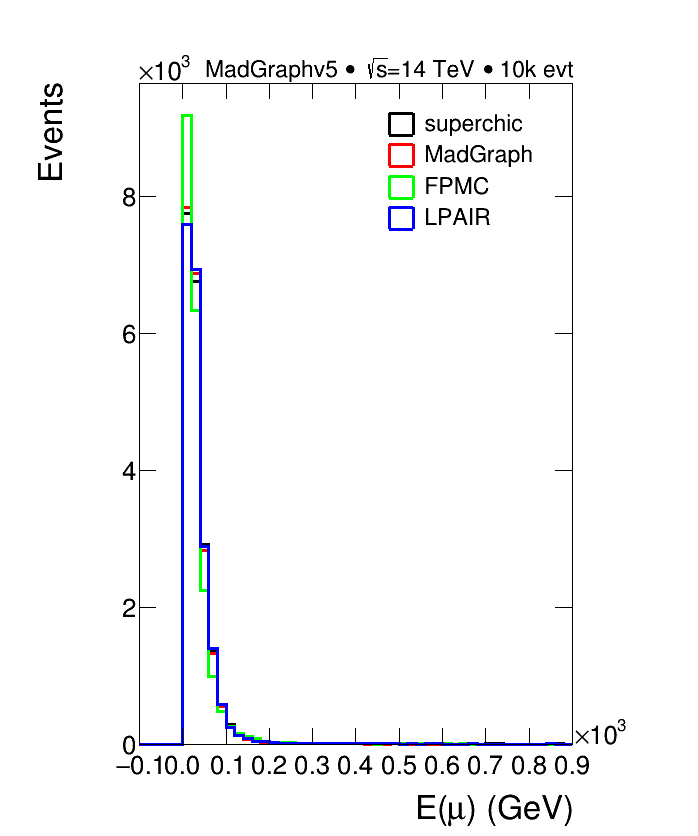 Events
×10³ MadGraphv5 • √s=14 TeV • 10k evt
superchic
MadGraph
FPMC
LPAIR
8
6
4
2
0
×10³
−0.1 0.0 0.1 0.2 0.3 0.4 0.5 0.6 0.7 0.8 0.9
E(μ) (GeV)